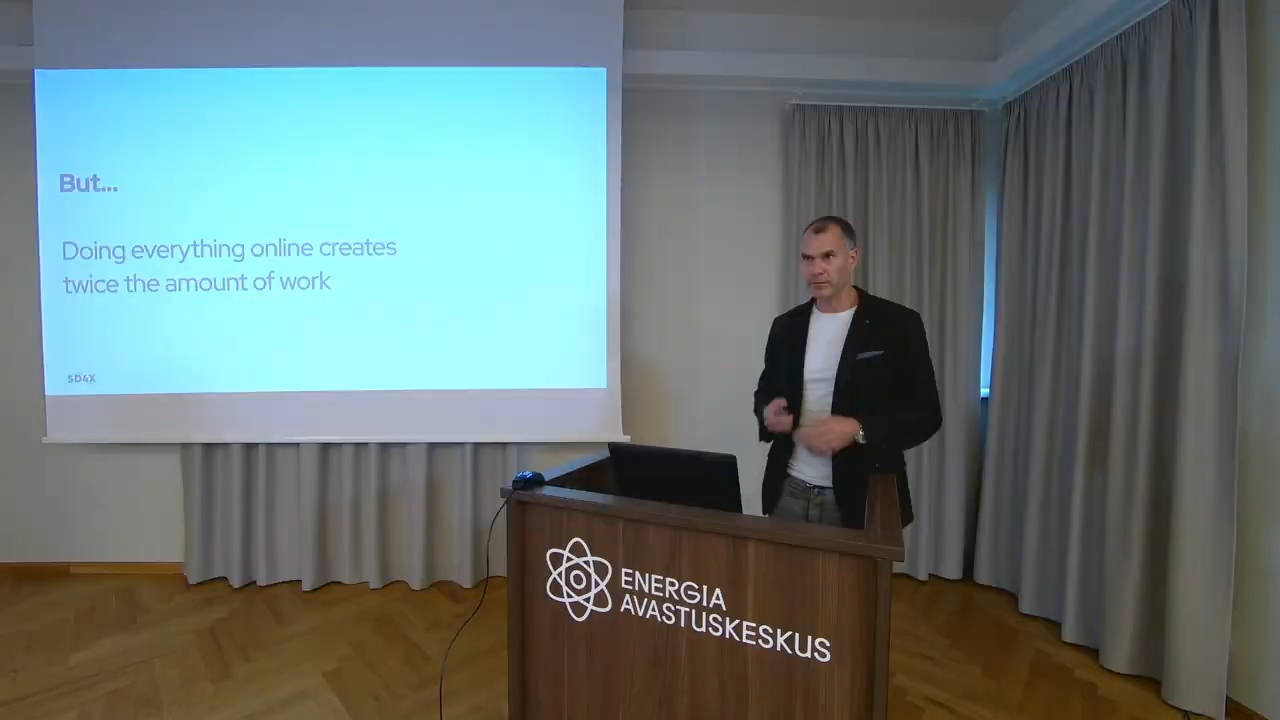 But...
Doing everything online creates
twice the amount of work
SD4X
ENERGIA
AVASTUSKESKUS